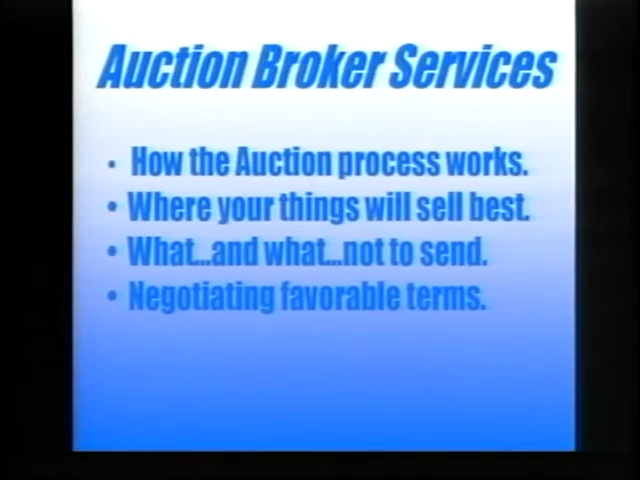 Auction Broker Services
• How the Auction process works.
• Where your things will sell best.
• What...and what...not to send.
• Negotiating favorable terms.